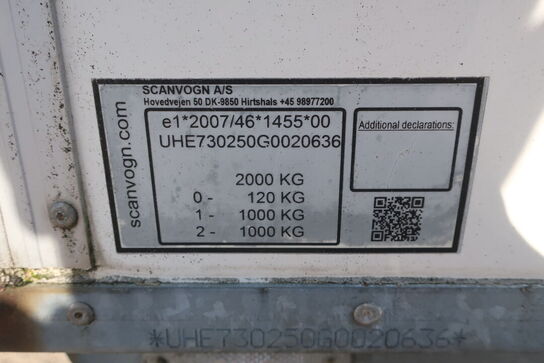 SCANVOGN A/S
Hovedvejen 50 DK-9850 Hirtshals +45 98977200
scanvogn.com
e1*2007/46*1455*00
UHE730250G0020636
2000 KG
0 - 120 KG
1 - 1000 KG
2 - 1000 KG
Additional declarations:
*UHE730250G0020636*